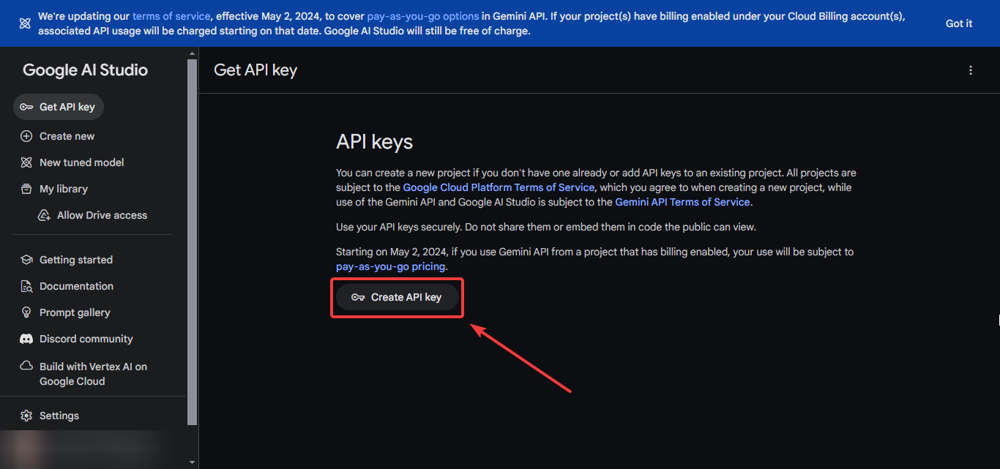 We're updating our terms of service, effective May 2, 2024, to cover pay-as-you-go options in Gemini API. If your project(s) have billing enabled under your Cloud Billing account(s),
associated API usage will be charged starting on that date. Google AI Studio will still be free of charge.
Got it
Google AI Studio
Get API key
Create new
New tuned model
My library
Allow Drive access
Getting started
Documentation
Prompt gallery
Discord community
Build with Vertex AI on
Google Cloud
Settings
Get API key
API keys
You can create a new project if you don't have one already or add API keys to an existing project. All projects are
subject to the Google Cloud Platform Terms of Service, which you agree to when creating a new project, while
use of the Gemini API and Google AI Studio is subject to the Gemini API Terms of Service.
Use your API keys securely. Do not share them or embed them in code the public can view.
Starting on May 2, 2024, if you use Gemini API from a project that has billing enabled, your use will be subject to
pay-as-you-go pricing.
Create API key